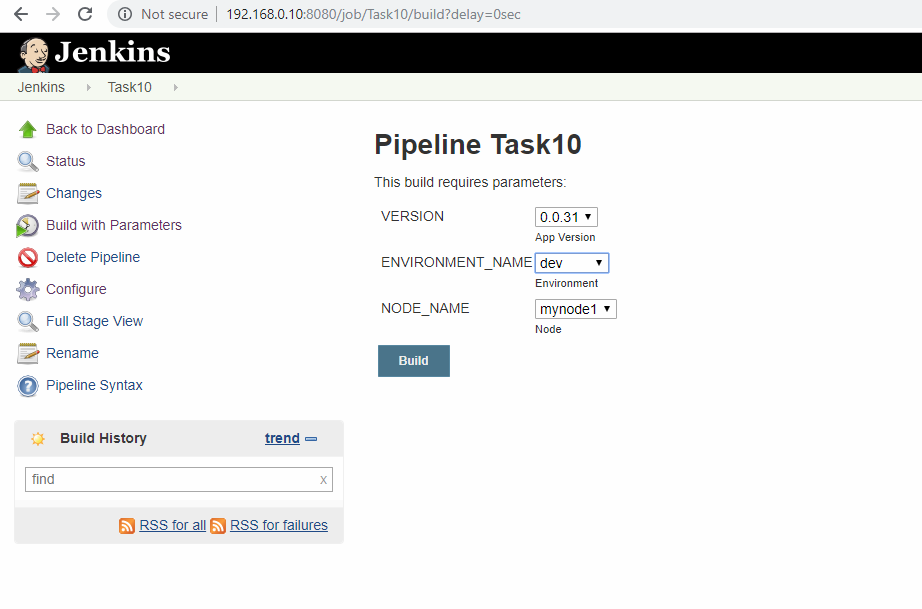 Not secure 192.168.0.10:8080/job/Task10/build?delay=0sec
Jenkins
Jenkins Task10
Back to Dashboard
Status
Changes
Build with Parameters
Delete Pipeline
Configure
Full Stage View
Rename
Pipeline Syntax
Build History trend
find x
RSS for all RSS for failures
Pipeline Task10
This build requires parameters:
VERSION 0.0.31
App Version
ENVIRONMENT_NAME dev
Environment
NODE_NAME mynode1
Node
Build